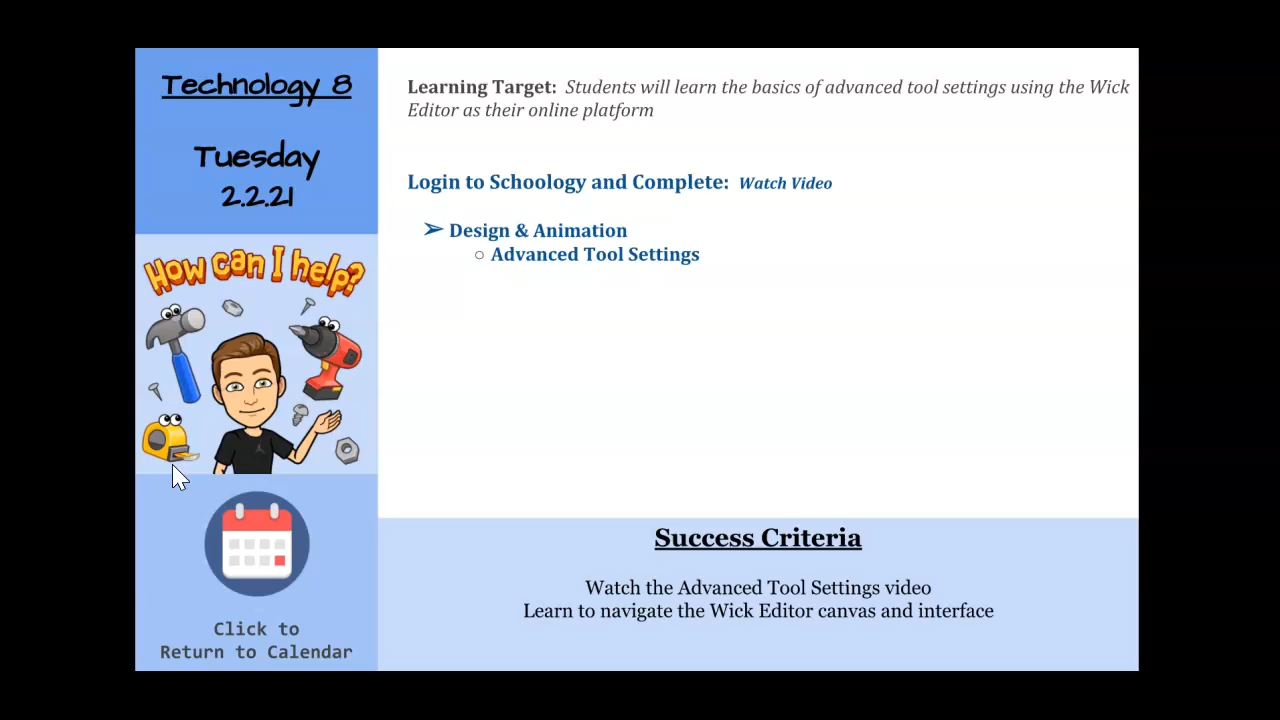 Technology 8
Tuesday
2.2.21
How can I help?
Click to
Return to Calendar
Learning Target: Students will learn the basics of advanced tool settings using the Wick
Editor as their online platform
Login to Schoology and Complete: Watch Video
➢ Design & Animation
○ Advanced Tool Settings
Success Criteria
Watch the Advanced Tool Settings video
Learn to navigate the Wick Editor canvas and interface